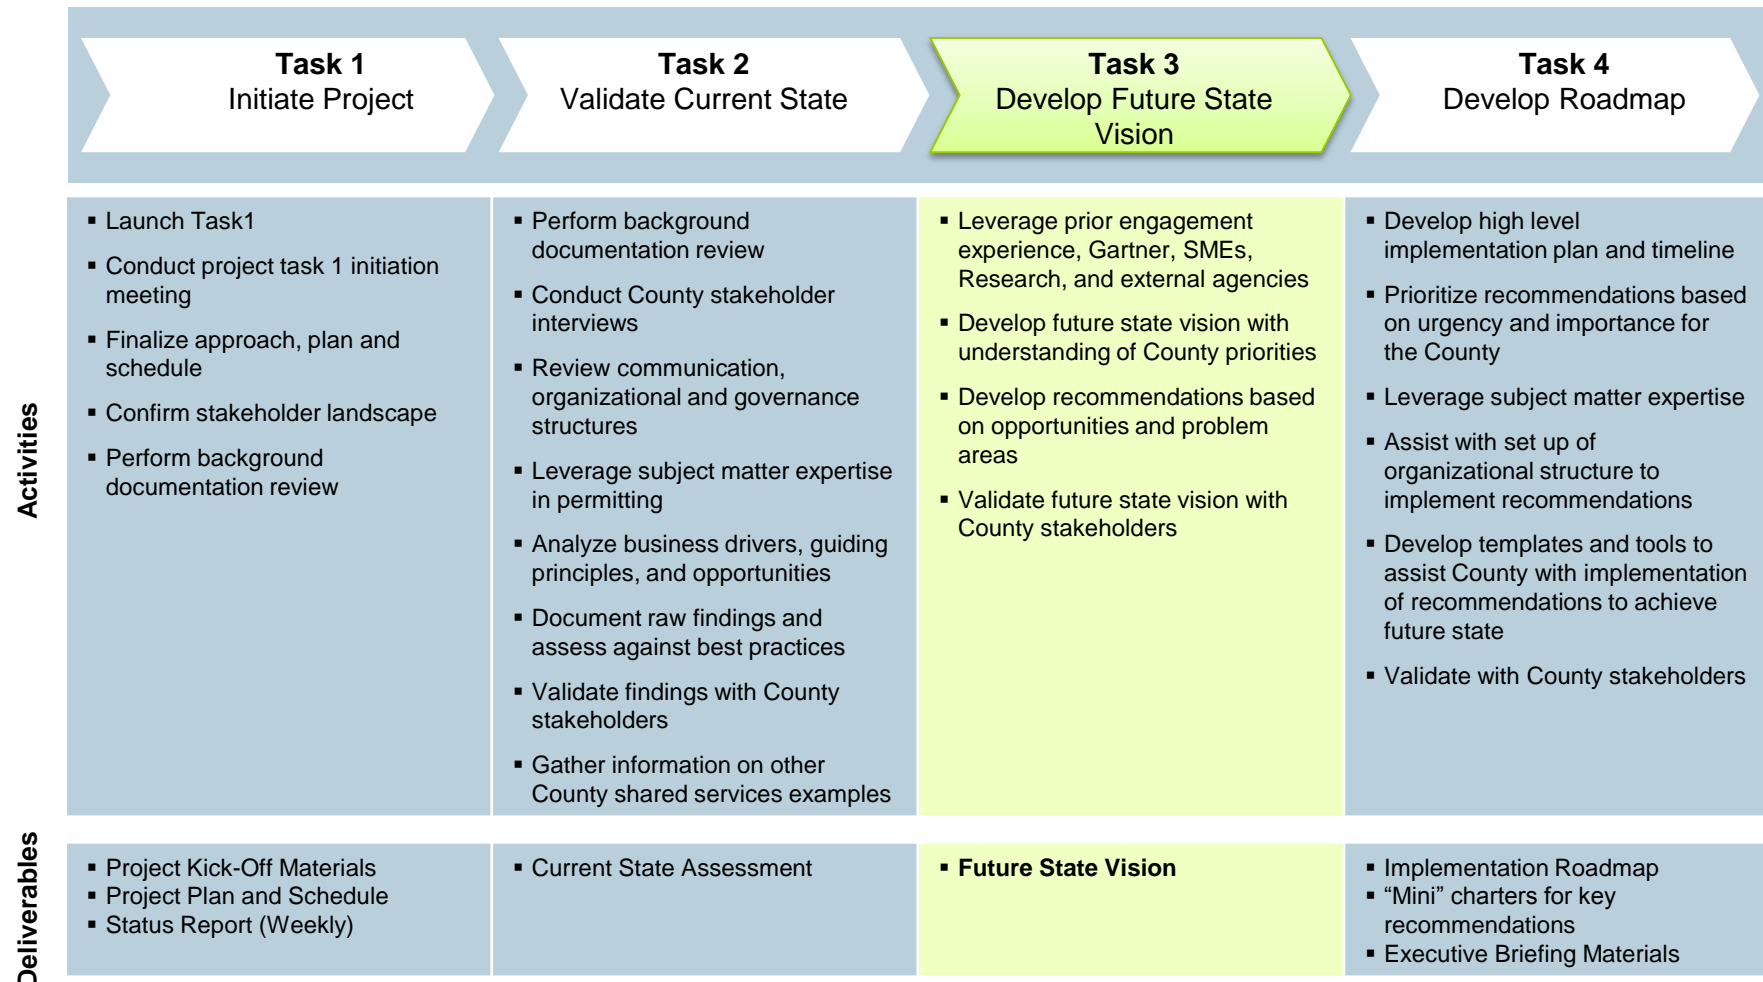 Task 1
Initiate Project
Task 2
Validate Current State
Task 3
Develop Future State
Vision
Task 4
Develop Roadmap
Activities
▪ Launch Task1
▪ Conduct project task 1 initiation
meeting
▪ Finalize approach, plan and
schedule
▪ Confirm stakeholder landscape
▪ Perform background
documentation review
▪ Perform background
documentation review
▪ Conduct County stakeholder
interviews
▪ Review communication,
organizational and governance
structures
▪ Leverage subject matter expertise
in permitting
▪ Analyze business drivers, guiding
principles, and opportunities
▪ Document raw findings and
assess against best practices
▪ Validate findings with County
stakeholders
▪ Gather information on other
County shared services examples
▪ Leverage prior engagement
experience, Gartner, SMEs,
Research, and external agencies
▪ Develop future state vision with
understanding of County priorities
▪ Develop recommendations based
on opportunities and problem
areas
▪ Validate future state vision with
County stakeholders
▪ Develop high level
implementation plan and timeline
▪ Prioritize recommendations based
on urgency and importance for
the County
▪ Leverage subject matter expertise
▪ Assist with set up of
organizational structure to
implement recommendations
▪ Develop templates and tools to
assist County with implementation
of recommendations to achieve
future state
▪ Validate with County stakeholders
Deliverables
▪ Project Kick-Off Materials
▪ Project Plan and Schedule
▪ Status Report (Weekly)
▪ Current State Assessment
▪ Future State Vision
▪ Implementation Roadmap
▪ “Mini” charters for key
recommendations
▪ Executive Briefing Materials